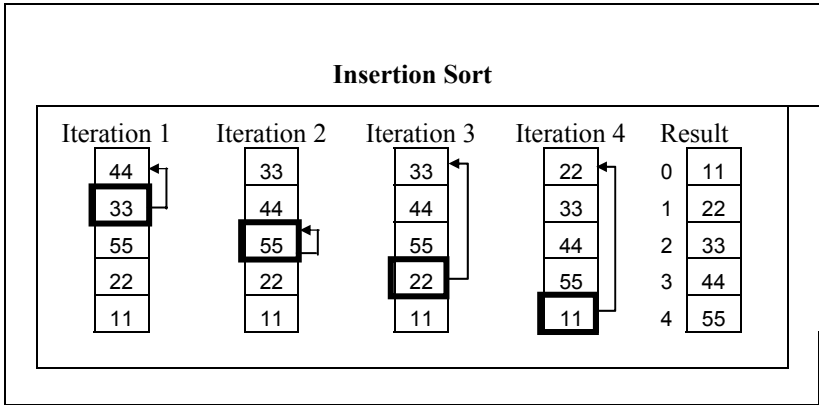 Insertion Sort
Iteration 1 Iteration 2 Iteration 3 Iteration 4 Result
44 33 33 22 0 11
33 44 44 33 1 22
55 55 55 44 2 33
22 22 22 55 3 44
11 11 11 11 4 55